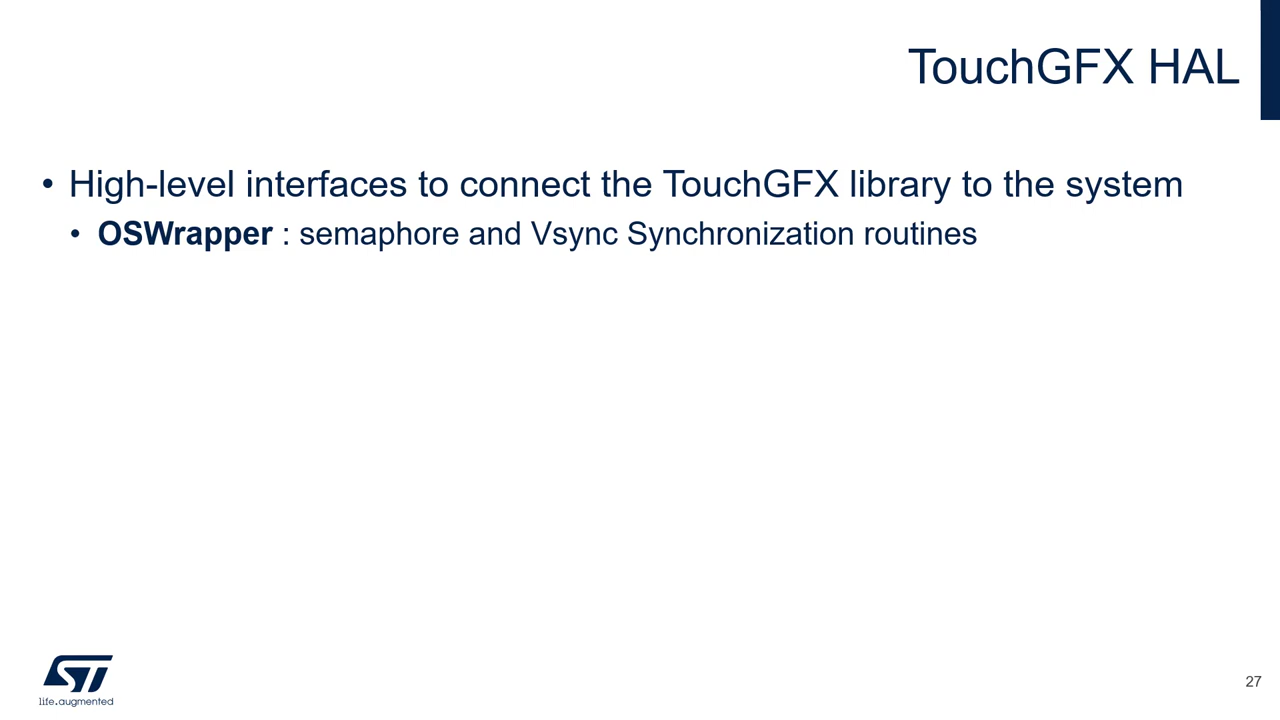 TouchGFX HAL
• High-level interfaces to connect the TouchGFX library to the system
• OSWrapper : semaphore and Vsync Synchronization routines
ST
life.augmented
27